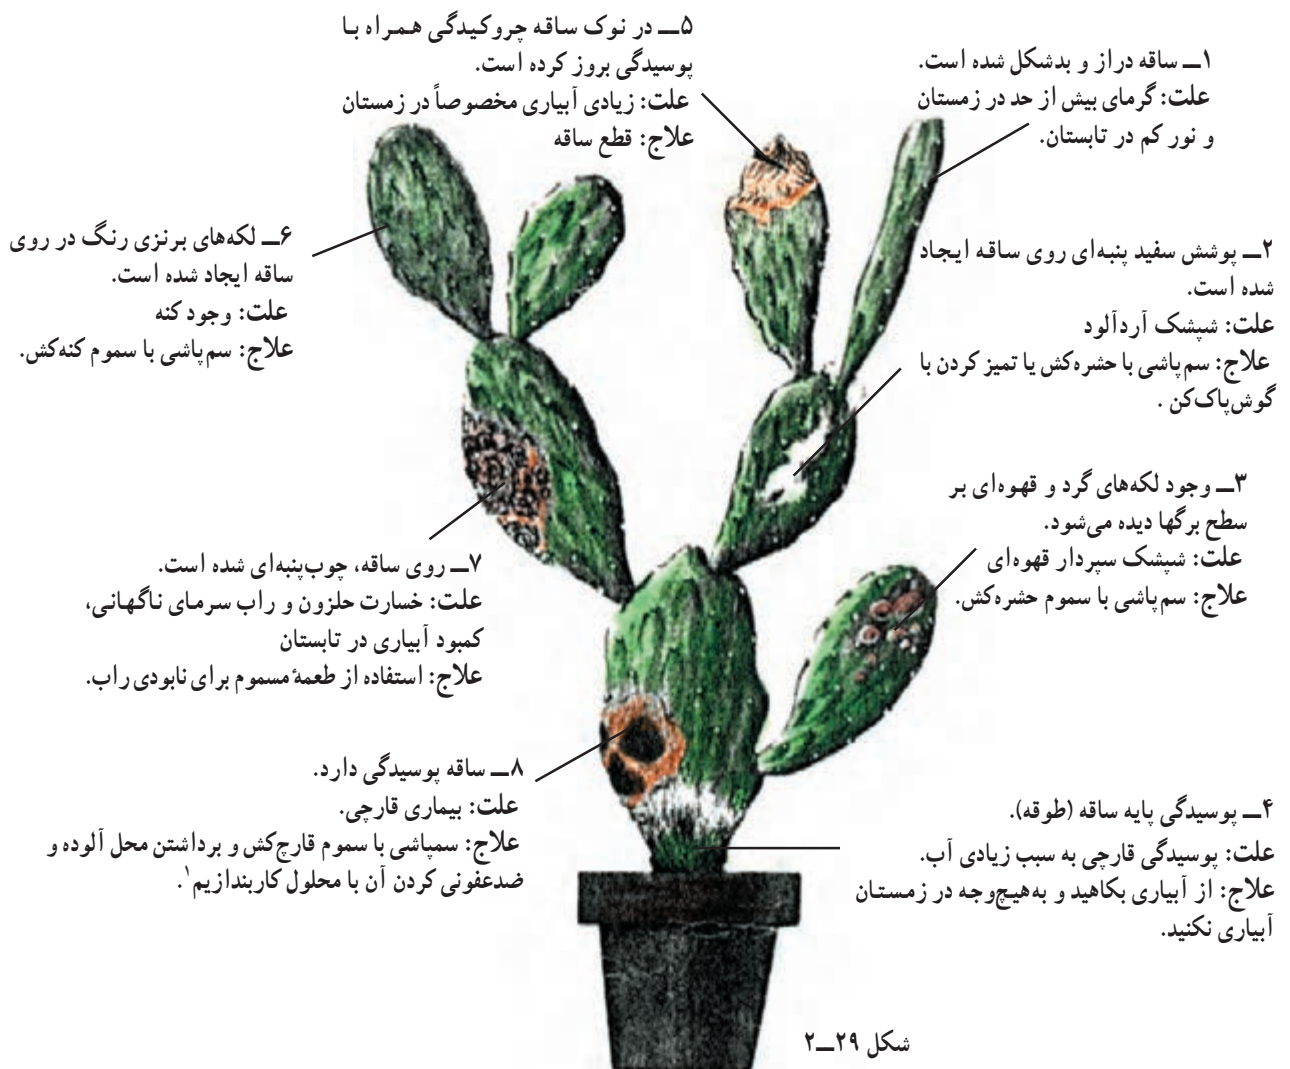 ۱ــ ساقه دراز و بدشکل شده است.
علت: گرمای بیش از حد در زمستان
و نور کم در تابستان.
۲ــ پوشش سفید پنبه‌ای روی ساقه ایجاد
شده است.
علت: شپشک آردآلود
علاج: سم‌پاشی با حشره‌کش یا تمیز کردن با
گوش‌پاک‌کن .
۳ــ وجود لکه‌های گرد و قهوه‌ای بر
سطح برگها دیده می‌شود.
علت: شپشک سپردار قهوه‌ای
علاج: سم‌پاشی با سموم حشره‌کش.
۴ــ پوسیدگی پایه ساقه (طوقه).
علت: پوسیدگی قارچی به سبب زیادی آب.
علاج: از آبیاری بکاهید و به‌هیچ‌وجه در زمستان
آبیاری نکنید.
۵ــ در نوک ساقه چروکیدگی همراه با
پوسیدگی بروز کرده است.
علت: زیادی آبیاری مخصوصاً در زمستان
علاج: قطع ساقه
۶ــ لکه‌های برنزی رنگ در روی
ساقه ایجاد شده است.
علت: وجود کنه
علاج: سم‌پاشی با سموم کنه‌کش.
۷ــ روی ساقه، چوب‌پنبه‌ای شده است.
علت: خسارت حلزون و راب سرمای ناگهانی،
کمبود آبیاری در تابستان
علاج: استفاده از طعمهٔ مسموم برای نابودی راب.
۸ــ ساقه پوسیدگی دارد.
علت: بیماری قارچی.
علاج: سمپاشی با سموم قارچ‌کش و برداشتن محل آلوده و
ضدعفونی کردن آن با محلول کاربندازیم۱.
شکل ۲۹ــ۲